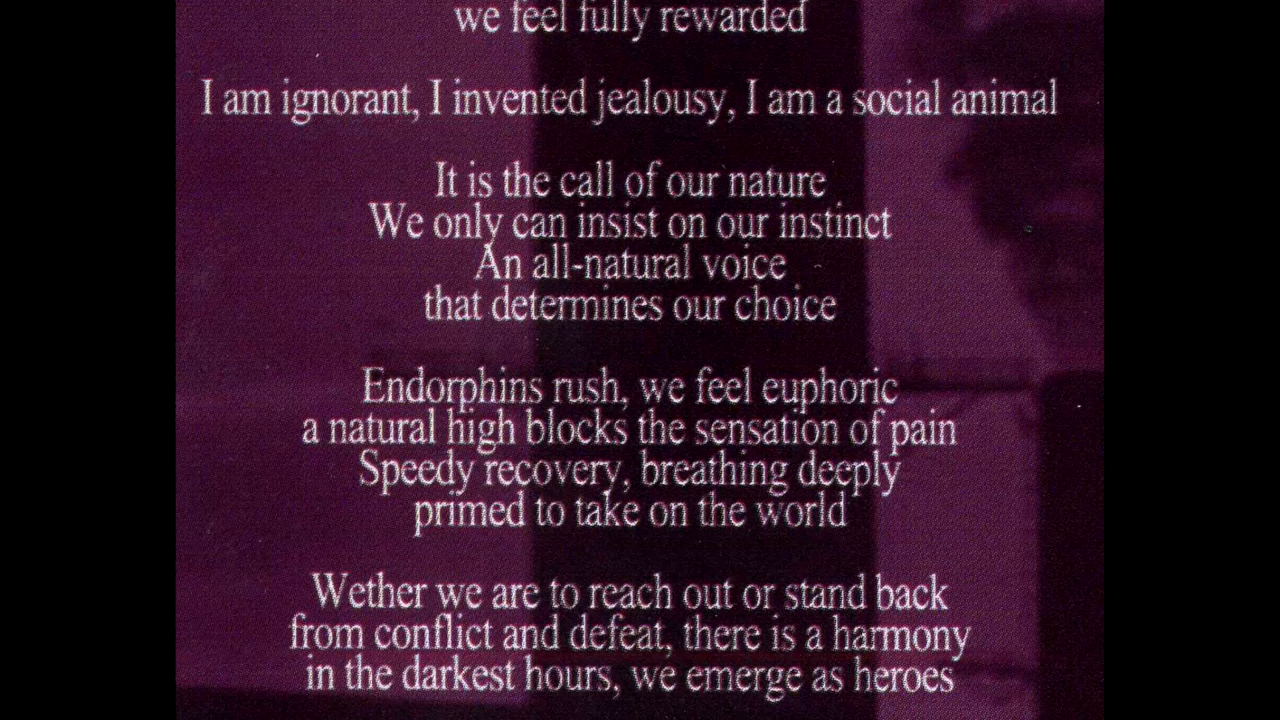 we feel fully rewarded
I am ignorant, I invented jealousy, I am a social animal
It is the call of our nature
We only can insist on our instinct
An all-natural voice
that determines our choice
Endorphins rush, we feel euphoric
a natural high blocks the sensation of pain
Speedy recovery, breathing deeply
primed to take on the world
Wether we are to reach out or stand back
from conflict and defeat, there is a harmony
in the darkest hours, we emerge as heroes